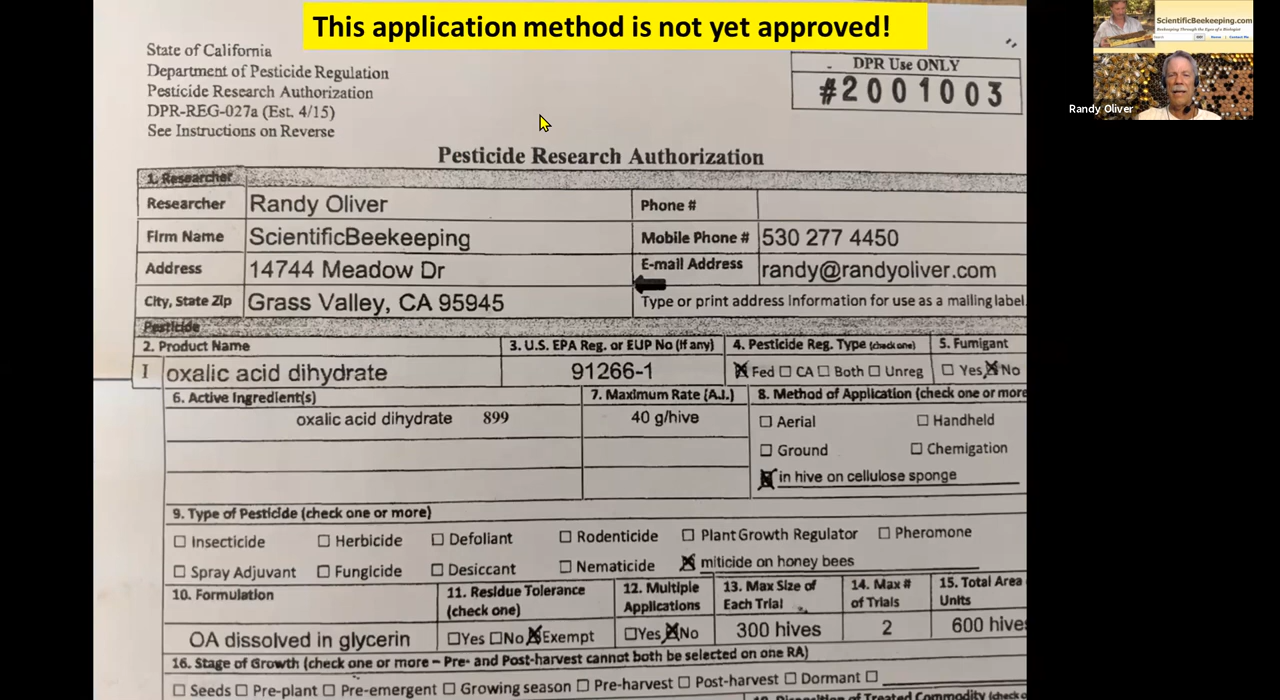 This application method is not yet approved!
State of California
Department of Pesticide Regulation
Pesticide Research Authorization
DPR-REG-027a (Est. 4/15)
See Instructions on Reverse
DPR Use ONLY
#2001003
ScientificBeekeeping.com
Randy Oliver
Pesticide Research Authorization
1. Researcher
Researcher Randy Oliver Phone #
Firm Name ScientificBeekeeping Mobile Phone # 530 277 4450
Address 14744 Meadow Dr E-mail Address randy@randyoliver.com
City, State Zip Grass Valley, CA 95945 Type or print address information for use as a mailing label.
Pesticide
2. Product Name 3. U.S. EPA Reg. or EUP No (if any) 4. Pesticide Reg. Type (check one) 5. Fumigant
I oxalic acid dihydrate 91266-1 ☒ Fed ☐ CA ☐ Both ☐ Unreg ☐ Yes ☒ No
6. Active Ingredient(s) 7. Maximum Rate (A.I.) 8. Method of Application (check one or more
oxalic acid dihydrate 899 40 g/hive ☐ Aerial ☐ Handheld
☐ Ground ☐ Chemigation
☒ in hive on cellulose sponge
9. Type of Pesticide (check one or more)
☐ Insecticide ☐ Herbicide ☐ Defoliant ☐ Rodenticide ☐ Plant Growth Regulator ☐ Pheromone
☐ Spray Adjuvant ☐ Fungicide ☐ Desiccant ☐ Nematicide ☒ miticide on honey bees
10. Formulation 11. Residue Tolerance (check one) 12. Multiple Applications 13. Max Size of Each Trial 14. Max # of Trials 15. Total Area Units
OA dissolved in glycerin ☐Yes ☐No ☒Exempt ☐Yes ☒No 300 hives 2 600 hives
16. Stage of Growth (check one or more – Pre- and Post-harvest cannot both be selected on one RA)
☐ Seeds ☐ Pre-plant ☐ Pre-emergent ☐ Growing season ☐ Pre-harvest ☐ Post-harvest ☐ Dormant ☐